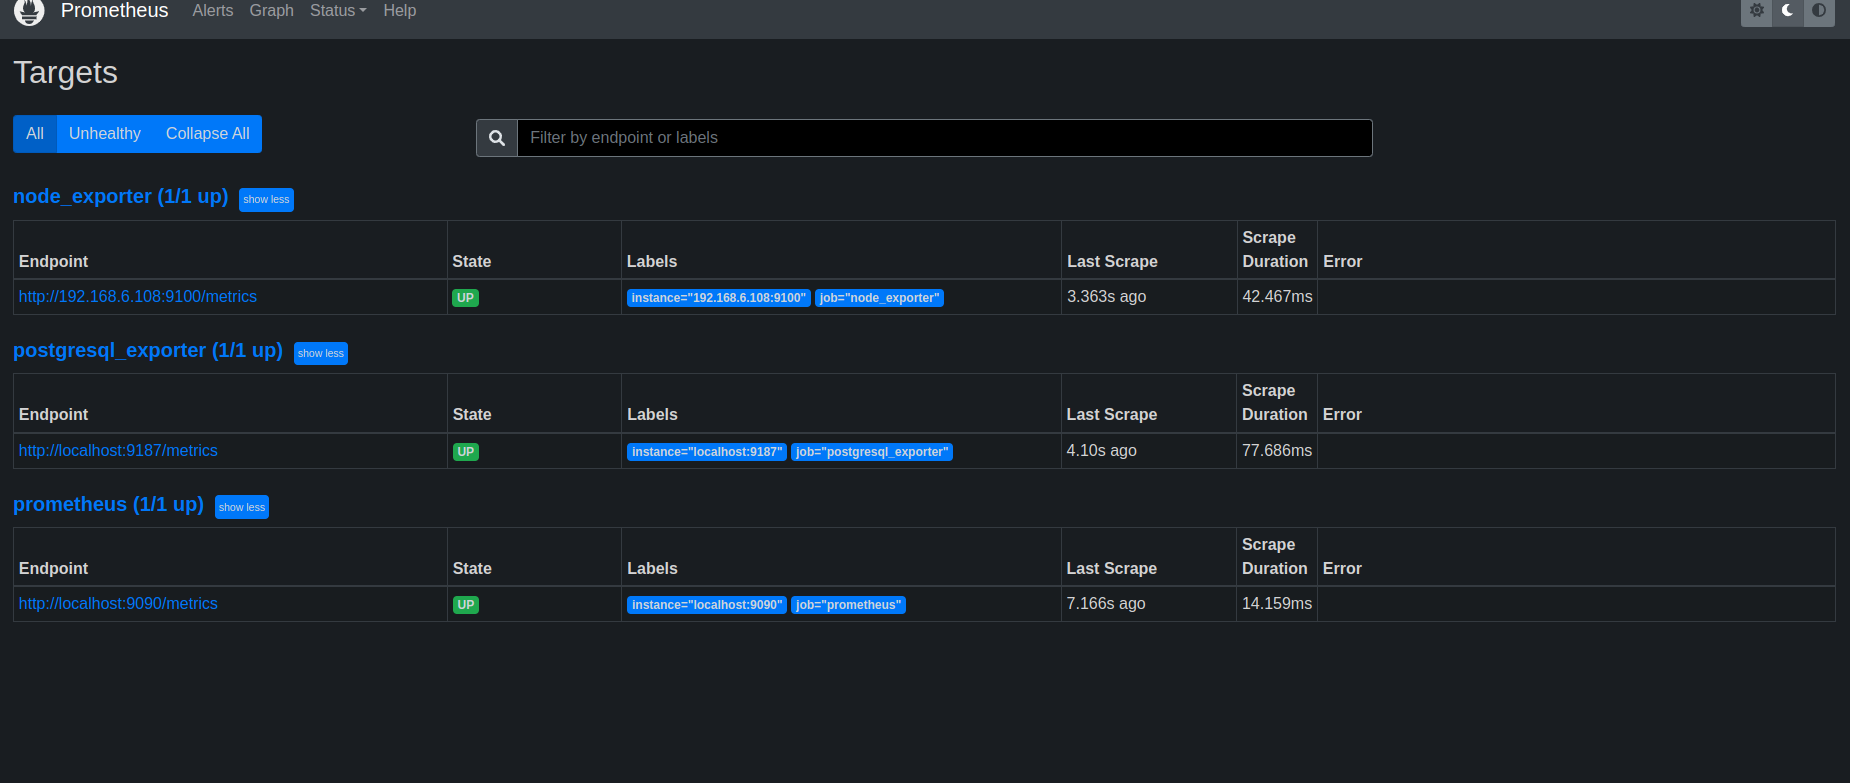 Prometheus Alerts Graph Status Help
Targets
All Unhealthy Collapse All
Filter by endpoint or labels
node_exporter (1/1 up) show less
Endpoint State Labels Last Scrape Scrape Duration Error
http://192.168.6.108:9100/metrics UP instance="192.168.6.108:9100" job="node_exporter" 3.363s ago 42.467ms
postgresql_exporter (1/1 up) show less
Endpoint State Labels Last Scrape Scrape Duration Error
http://localhost:9187/metrics UP instance="localhost:9187" job="postgresql_exporter" 4.10s ago 77.686ms
prometheus (1/1 up) show less
Endpoint State Labels Last Scrape Scrape Duration Error
http://localhost:9090/metrics UP instance="localhost:9090" job="prometheus" 7.166s ago 14.159ms